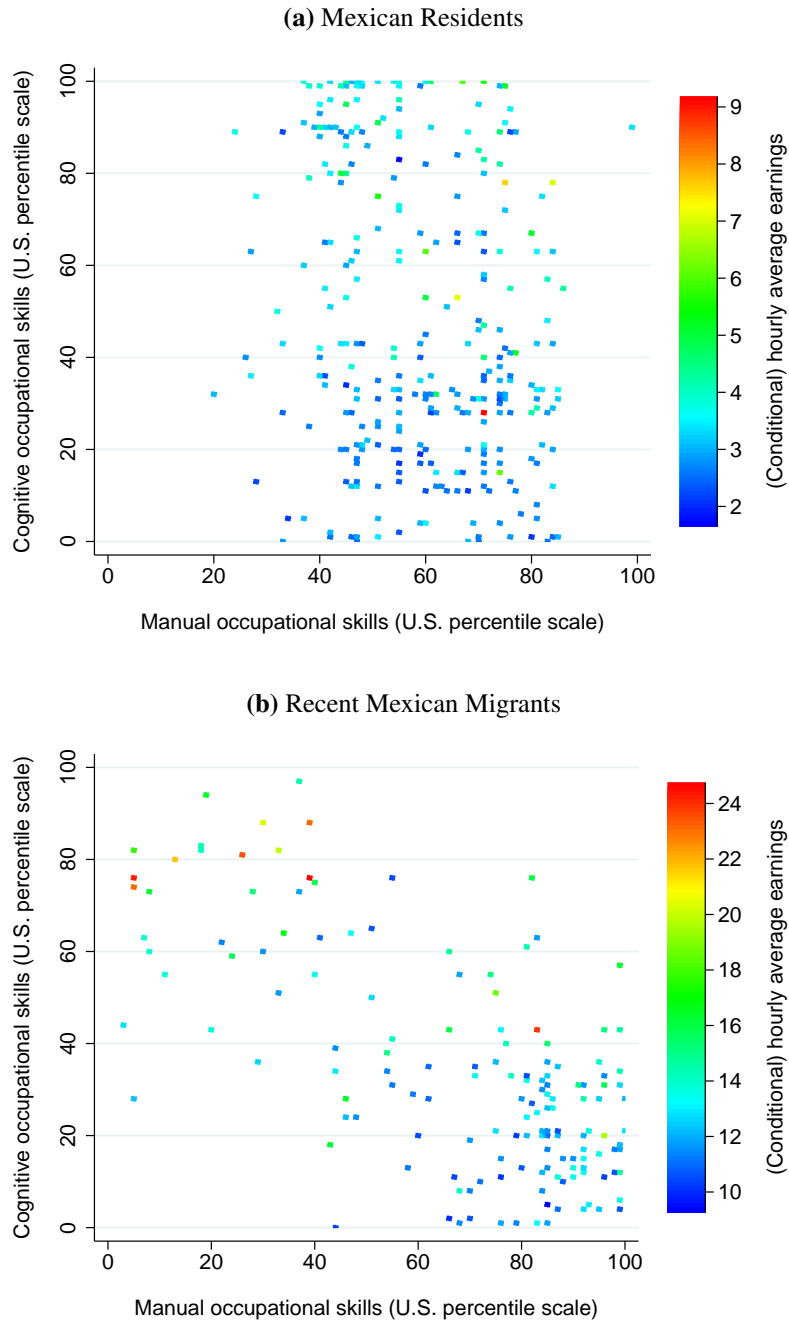 (a) Mexican Residents
Cognitive occupational skills (U.S. percentile scale)
100
80
60
40
20
0
0 20 40 60 80 100
Manual occupational skills (U.S. percentile scale)
9
8
7
6
5
4
3
2
(Conditional) hourly average earnings
(b) Recent Mexican Migrants
Cognitive occupational skills (U.S. percentile scale)
100
80
60
40
20
0
0 20 40 60 80 100
Manual occupational skills (U.S. percentile scale)
24
22
20
18
16
14
12
10
(Conditional) hourly average earnings